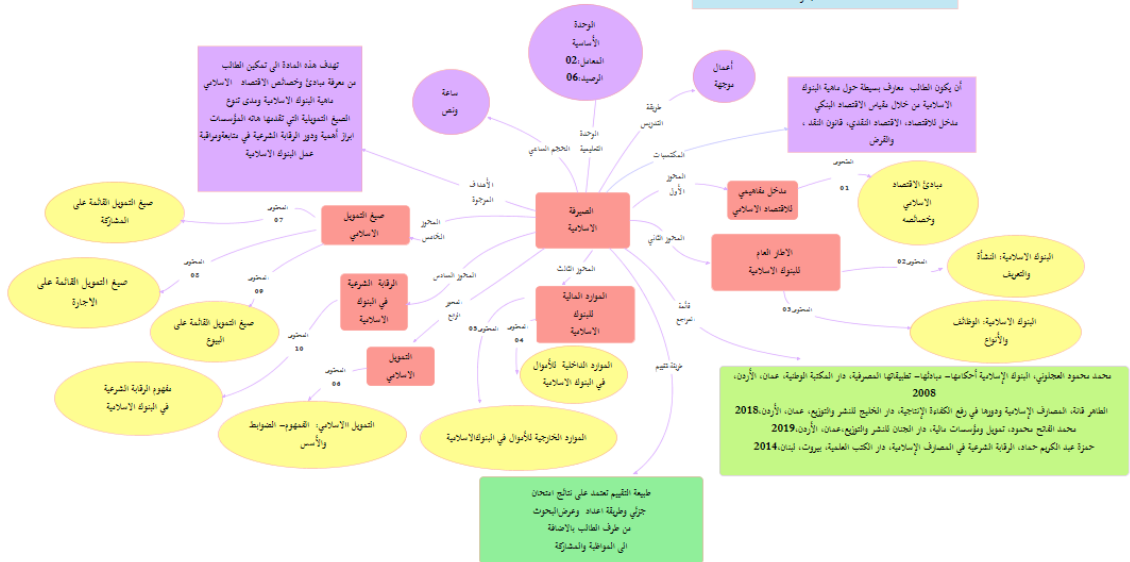 الوحدة
الأساسية
المعامل:02
الرصيد:06
أعمال
موجهة
ساعة
ونص
تهدف هذه المادة الى تمكين الطالب
من معرفة مبادئ وخصائص الاقتصاد الاسلامي
ماهية البنوك الاسلامية ومدى تنوع
الصيغ التمويلية التي تقدمها هاته المؤسسات
ابراز أهمية ودور الرقابة الشرعية في متابعةومراقبة
عمل البنوك الاسلامية
أن يكون الطالب معارف بسيطة حول ماهية البنوك
الاسلامية من خلال مقياس الاقتصاد البنكي
مدخل للاقتصاد، الاقتصاد النقدي، قانون النقد ،
والقرض
طريقة
التدريس
الوحدة
التعليمية
الحجم الساعي
المكتسبات
الأهداف
المرجوة
الصيرفة
الاسلامية
المحور
الأول
مدخل مفاهيمي
للاقتصاد الاسلامي
المحتوى
01
مبادئ الاقتصاد
الاسلامي
وخصائصه
المحور الثاني
الاطار العام
للبنوك الاسلامية
المحتوى02
البنوك الاسلامية: النشأة
والتعريف
المحتوى03
البنوك الاسلامية: الوظائف
والأنواع
المحور الثالث
الموارد المالية
للبنوك
الاسلامية
المحتوى
04
الموارد الداخلية للأموال
في البنوك الاسلامية
المحتوى05
الموارد الخارجية للأموال في البنوكالاسلامية
المحور
الرابع
التمويل
الاسلامي
المحتوى
06
التمويل الاسلامي: المفهوم– الضوابط
والأسس
المحور
الخامس
صيغ التمويل
الاسلامي
المحتوى
07
صيغ التمويل القائمة على
المشاركة
المحتوى
08
صيغ التمويل القائمة على
الاجارة
المحتوى
09
صيغ التمويل القائمة على
البيوع
المحور السادس
الرقابة الشرعية
في البنوك
الاسلامية
المحتوى
10
مفهوم الرقابة الشرعية
في البنوك الاسلامية
قائمة
المراجع
محمد محمود العجلوني، البنوك الإسلامية أحكامها– مبادئها– تطبيقاتها المصرفية، دار المكتبة الوطنية، عمان، الأردن،
2008
الطاهر قانة، المصارف الإسلامية ودورها في رفع الكفاءة الإنتاجية، دار الخليج للنشر والتوزيع، عمان، الأردن،2018
محمد الفاتح محمود، تمويل ومؤسسات مالية، دار الجنان للنشر والتوزيع،عمان، الأردن،2019
حمزة عبد الكريم حماد، الرقابة الشرعية في المصارف الإسلامية، دار الكتب العلمية، بيروت، لبنان،2014
طريقة تقييم
طبيعة التقييم تعتمد على نتائج امتحان
جزئي وطريقة اعداد وعرض البحوث
من طرف الطالب بالاضافة
الى المواظبة والمشاركة